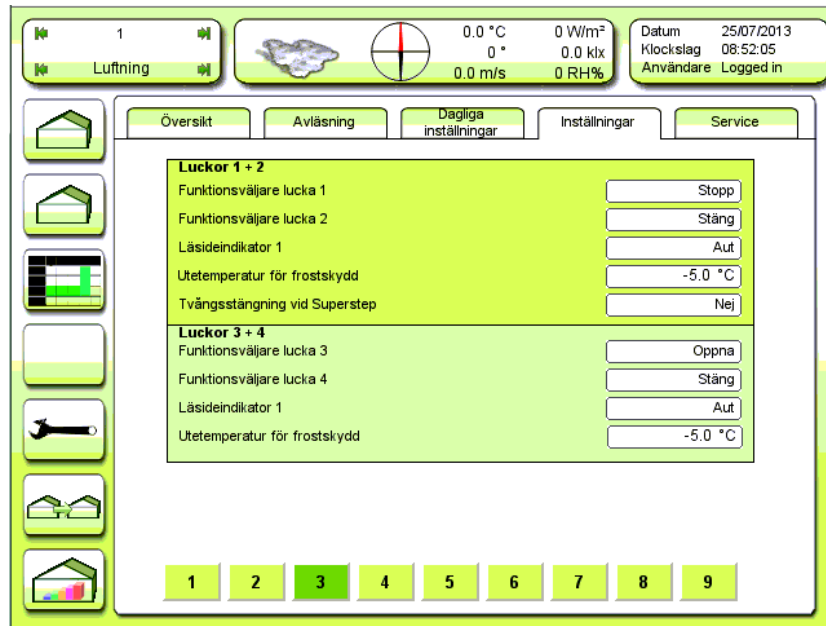 1
Luftning
0.0 °C
0 °
0.0 m/s
0 W/m²
0.0 klx
0 RH%
Datum 25/07/2013
Klockslag 08:52:05
Användare Logged in
Översikt
Avläsning
Dagliga
inställningar
Inställningar
Service
Luckor 1 + 2
Funktionsväljare lucka 1 Stopp
Funktionsväljare lucka 2 Stäng
Läsideindikator 1 Aut
Utetemperatur för frostskydd -5.0 °C
Tvångsstängning vid Superstep Nej
Luckor 3 + 4
Funktionsväljare lucka 3 Oppna
Funktionsväljare lucka 4 Stäng
Läsideindikator 1 Aut
Utetemperatur för frostskydd -5.0 °C
1 2 3 4 5 6 7 8 9